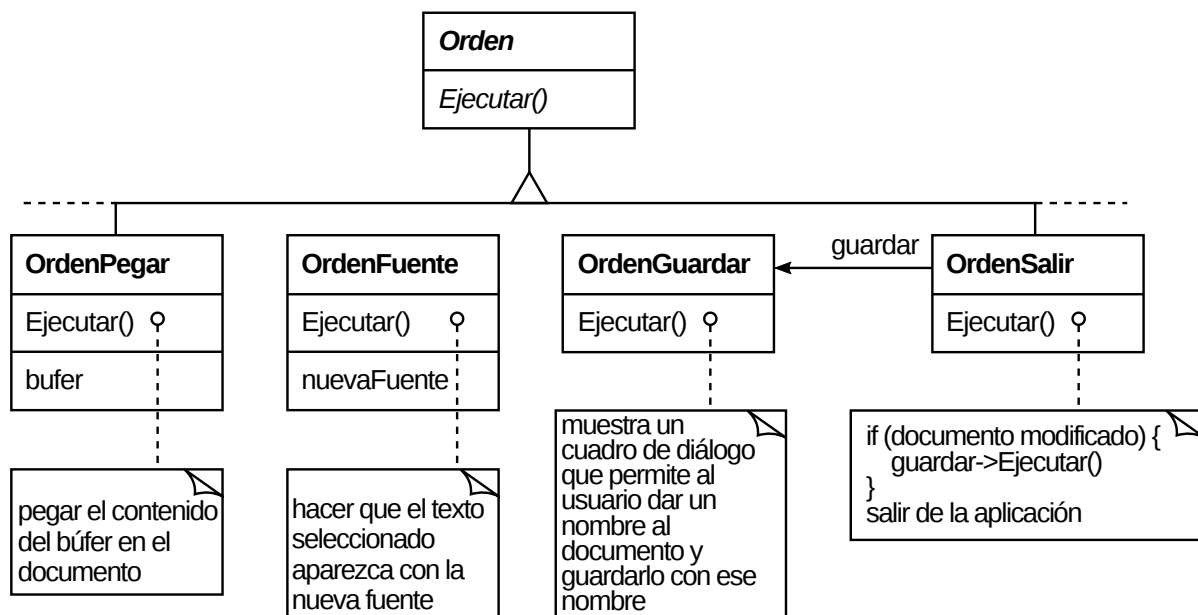 Orden
Ejecutar()
guardar
OrdenPegar
Ejecutar()
bufer
OrdenFuente
Ejecutar()
nuevaFuente
OrdenGuardar
Ejecutar()
OrdenSalir
Ejecutar()
pegar el contenido
del búfer en el
documento
hacer que el texto
seleccionado
aparezca con la
nueva fuente
muestra un
cuadro de diálogo
que permite al
usuario dar un
nombre al
documento y
guardarlo con ese
nombre
if (documento modificado) {
guardar->Ejecutar()
}
salir de la aplicación